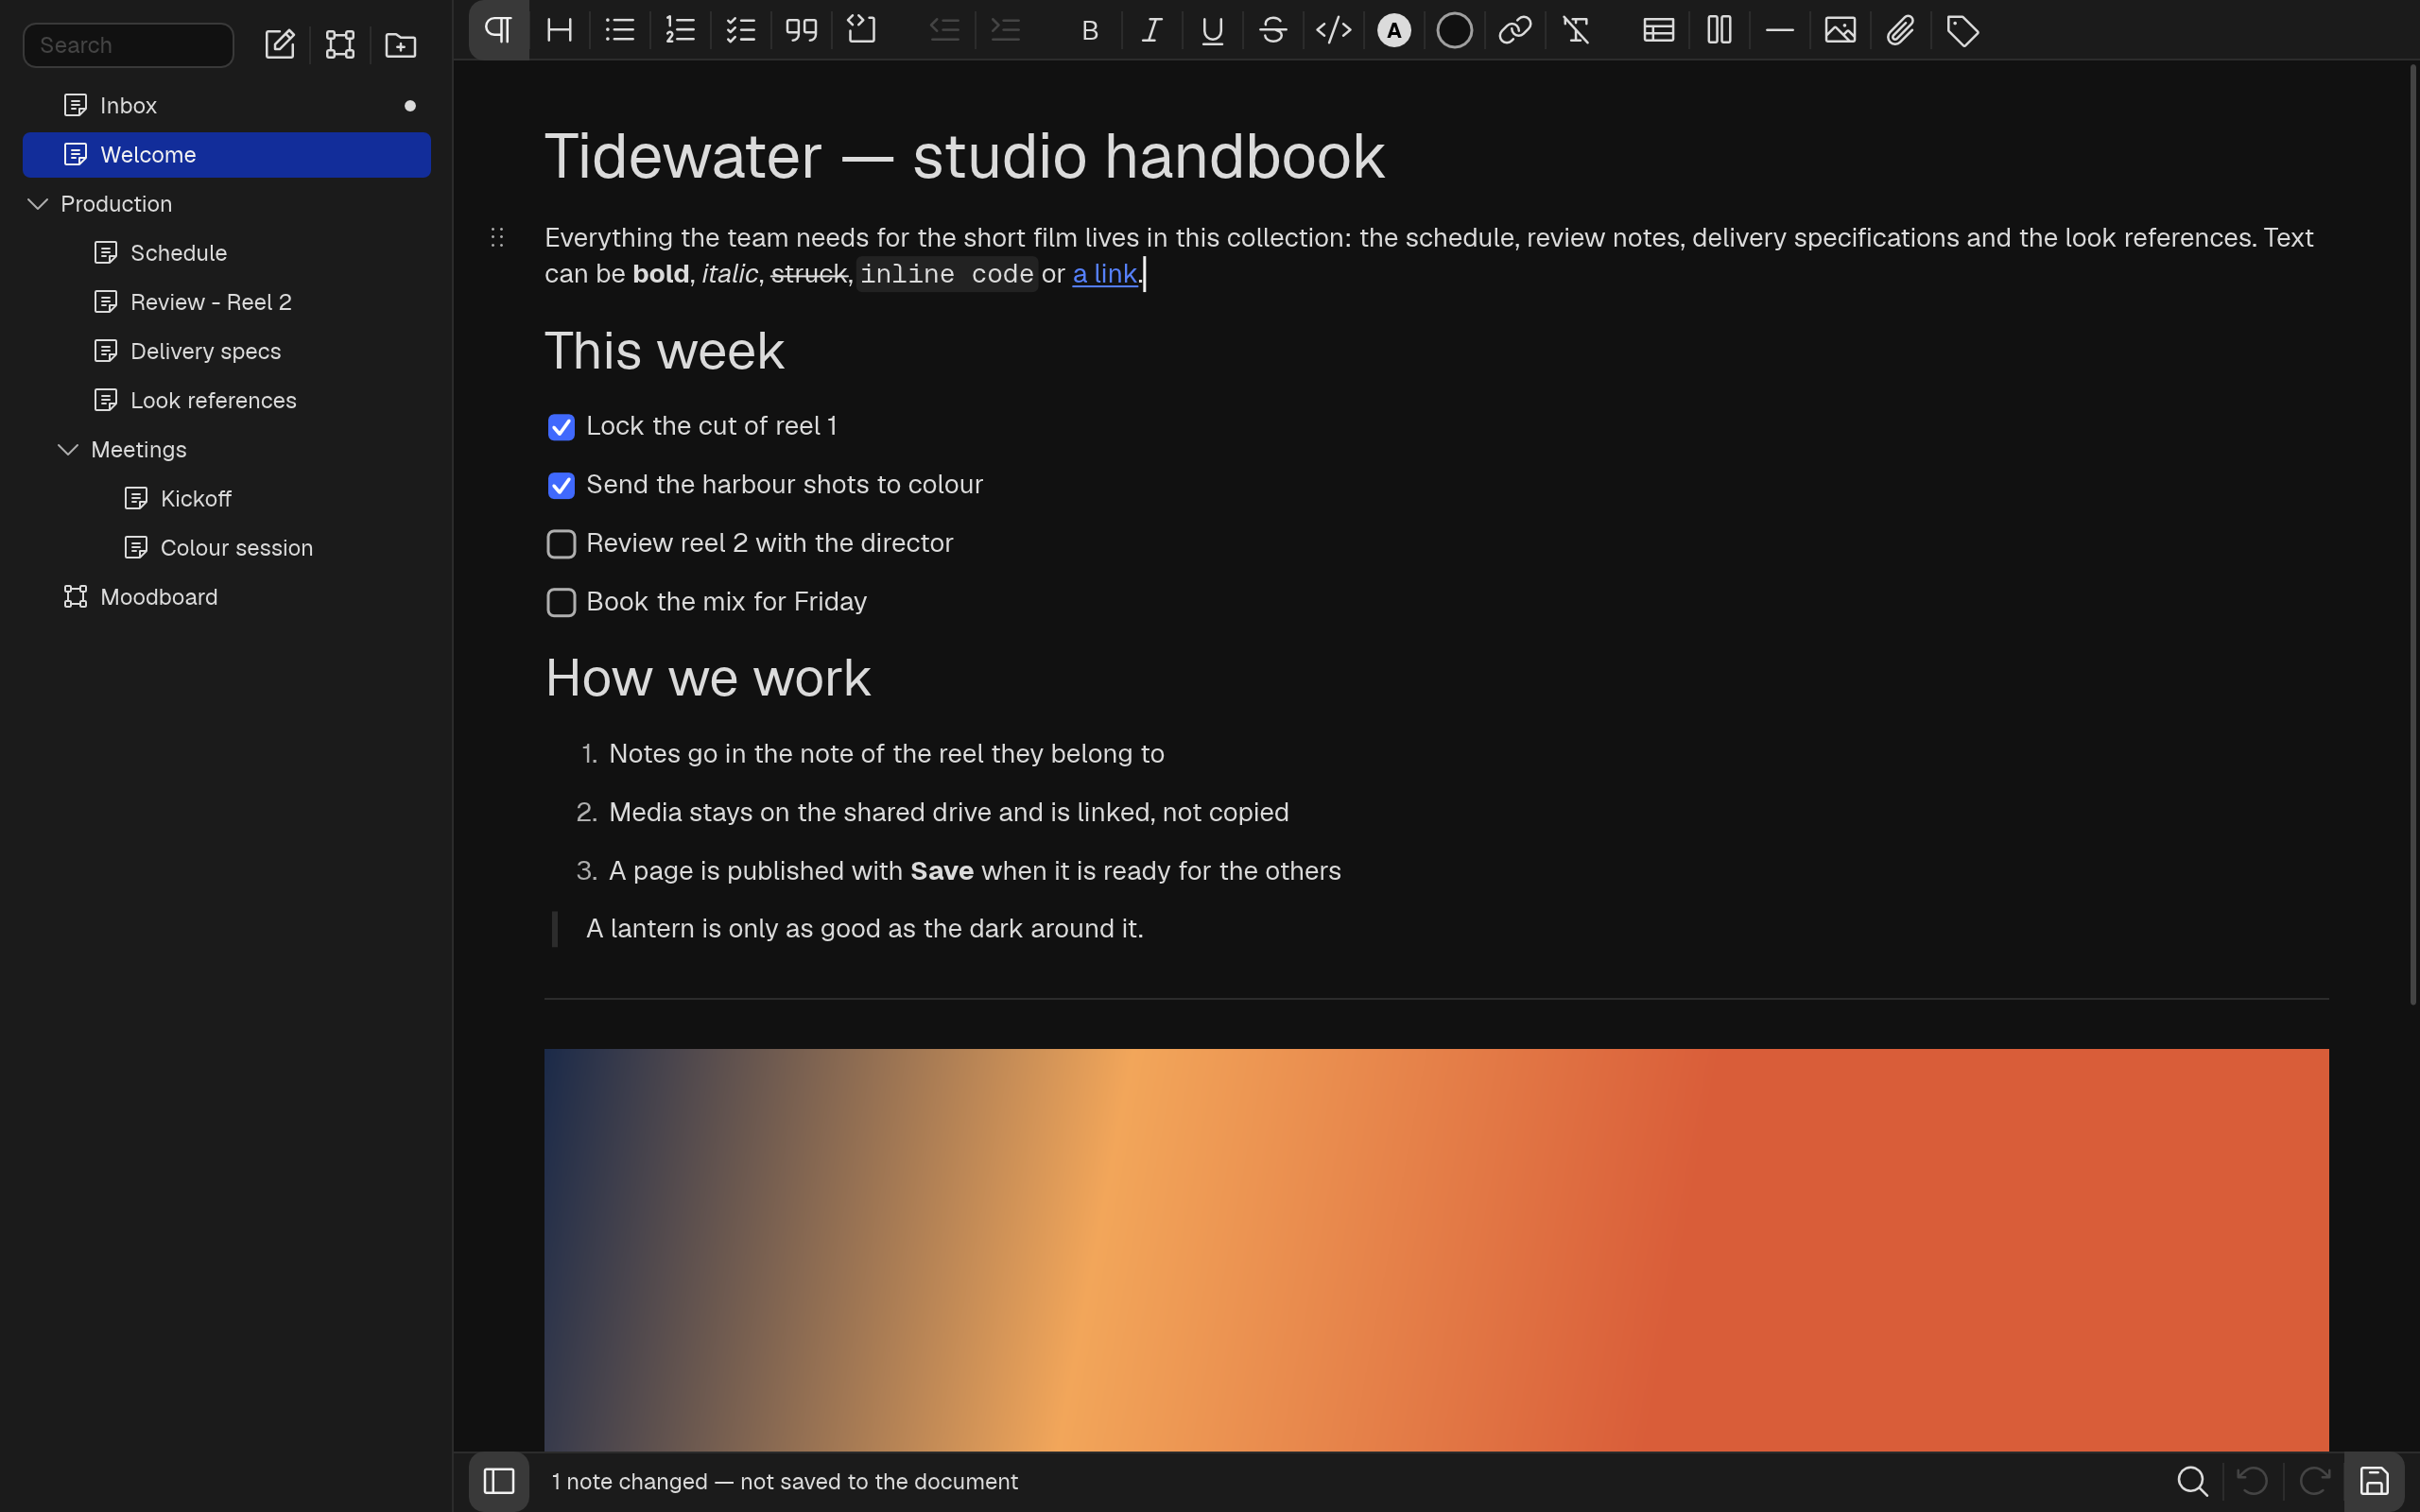 Search
Inbox
Welcome
Production
Schedule
Review - Reel 2
Delivery specs
Look references
Meetings
Kickoff
Colour session
Moodboard
Tidewater — studio handbook
Everything the team needs for the short film lives in this collection: the schedule, review notes, delivery specifications and the look references. Text
can be bold, italic, struck, inline code or a link.
This week
Lock the cut of reel 1
Send the harbour shots to colour
Review reel 2 with the director
Book the mix for Friday
How we work
1. Notes go in the note of the reel they belong to
2. Media stays on the shared drive and is linked, not copied
3. A page is published with Save when it is ready for the others
A lantern is only as good as the dark around it.
1 note changed — not saved to the document